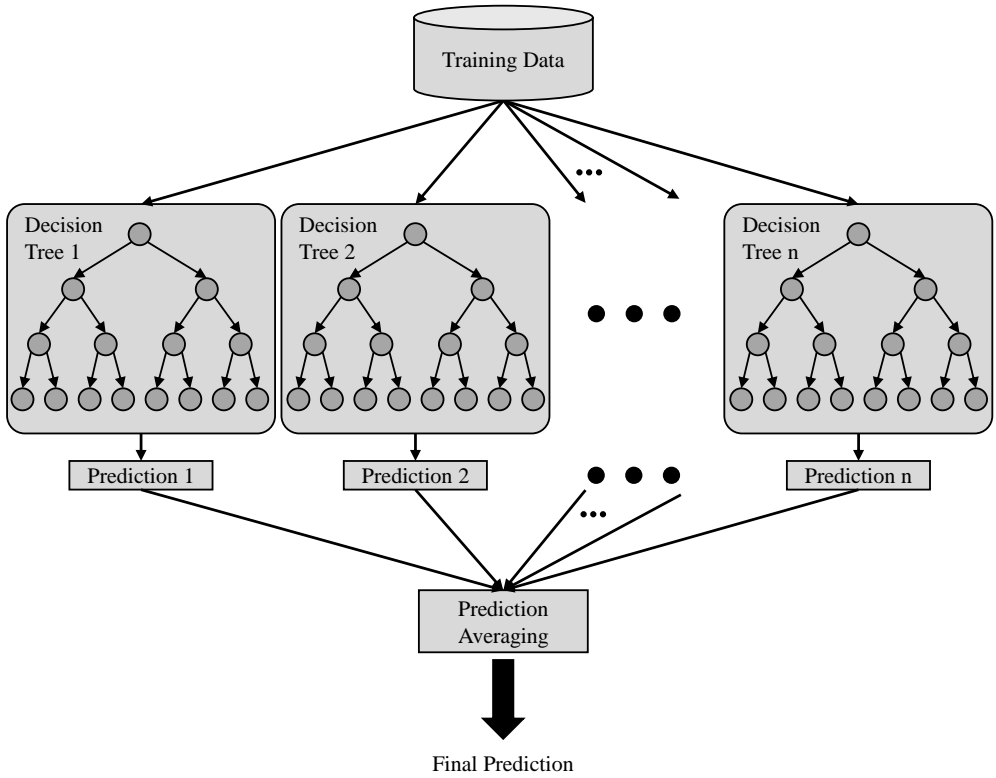 Training Data
...
Decision
Tree 1
Decision
Tree 2
Decision
Tree n
Prediction 1
Prediction 2
Prediction n
...
Prediction
Averaging
Final Prediction